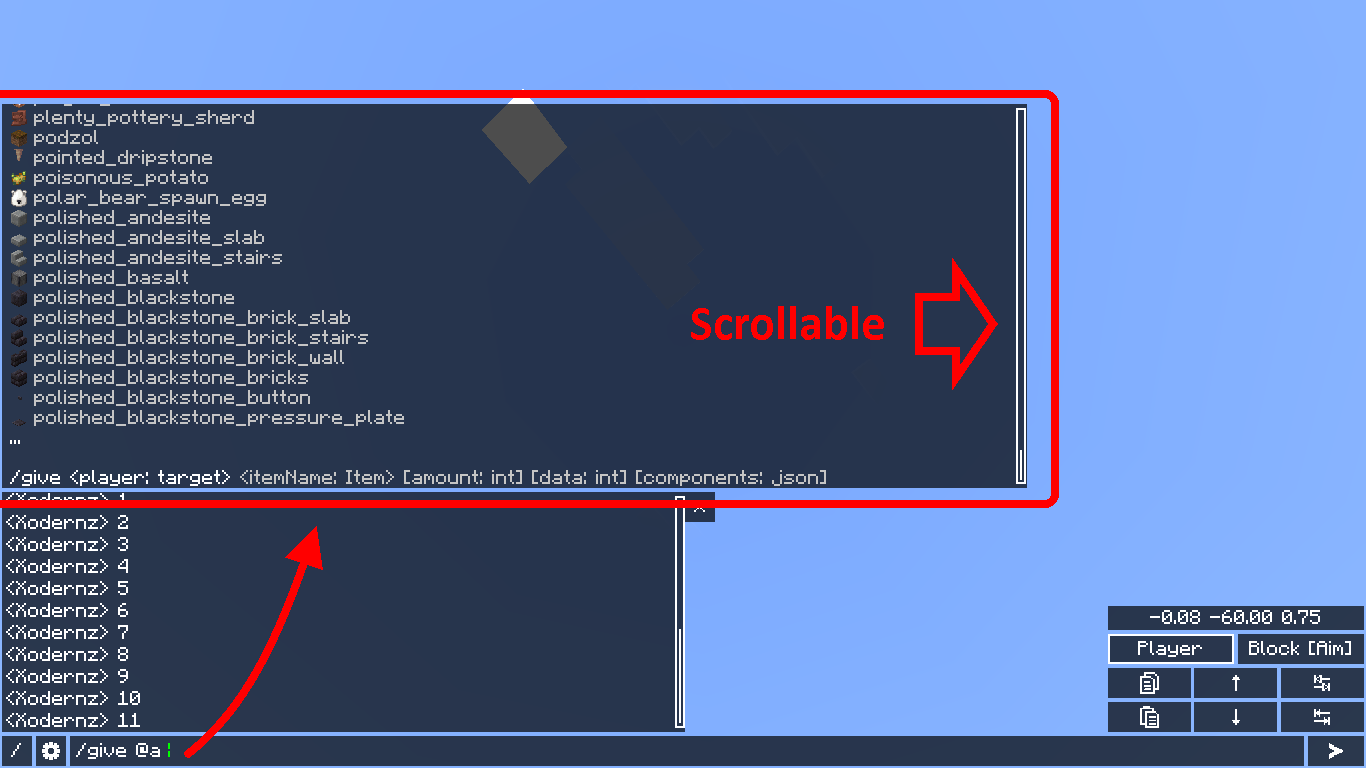 plenty_pottery_sherd
podzol
pointed_dripstone
poisonous_potato
polar_bear_spawn_egg
polished_andesite
polished_andesite_slab
polished_andesite_stairs
polished_basalt
polished_blackstone
polished_blackstone_brick_slab
polished_blackstone_brick_stairs
polished_blackstone_brick_wall
polished_blackstone_bricks
polished_blackstone_button
polished_blackstone_pressure_plate
...
/give <player: target> <itemName: Item> [amount: int] [data: int] [components: json]
Scrollable
<Xodernz> 1
<Xodernz> 2
<Xodernz> 3
<Xodernz> 4
<Xodernz> 5
<Xodernz> 6
<Xodernz> 7
<Xodernz> 8
<Xodernz> 9
<Xodernz> 10
<Xodernz> 11
-0.08 -60.00 0.75
Player Block [Aim]
/ /give @a